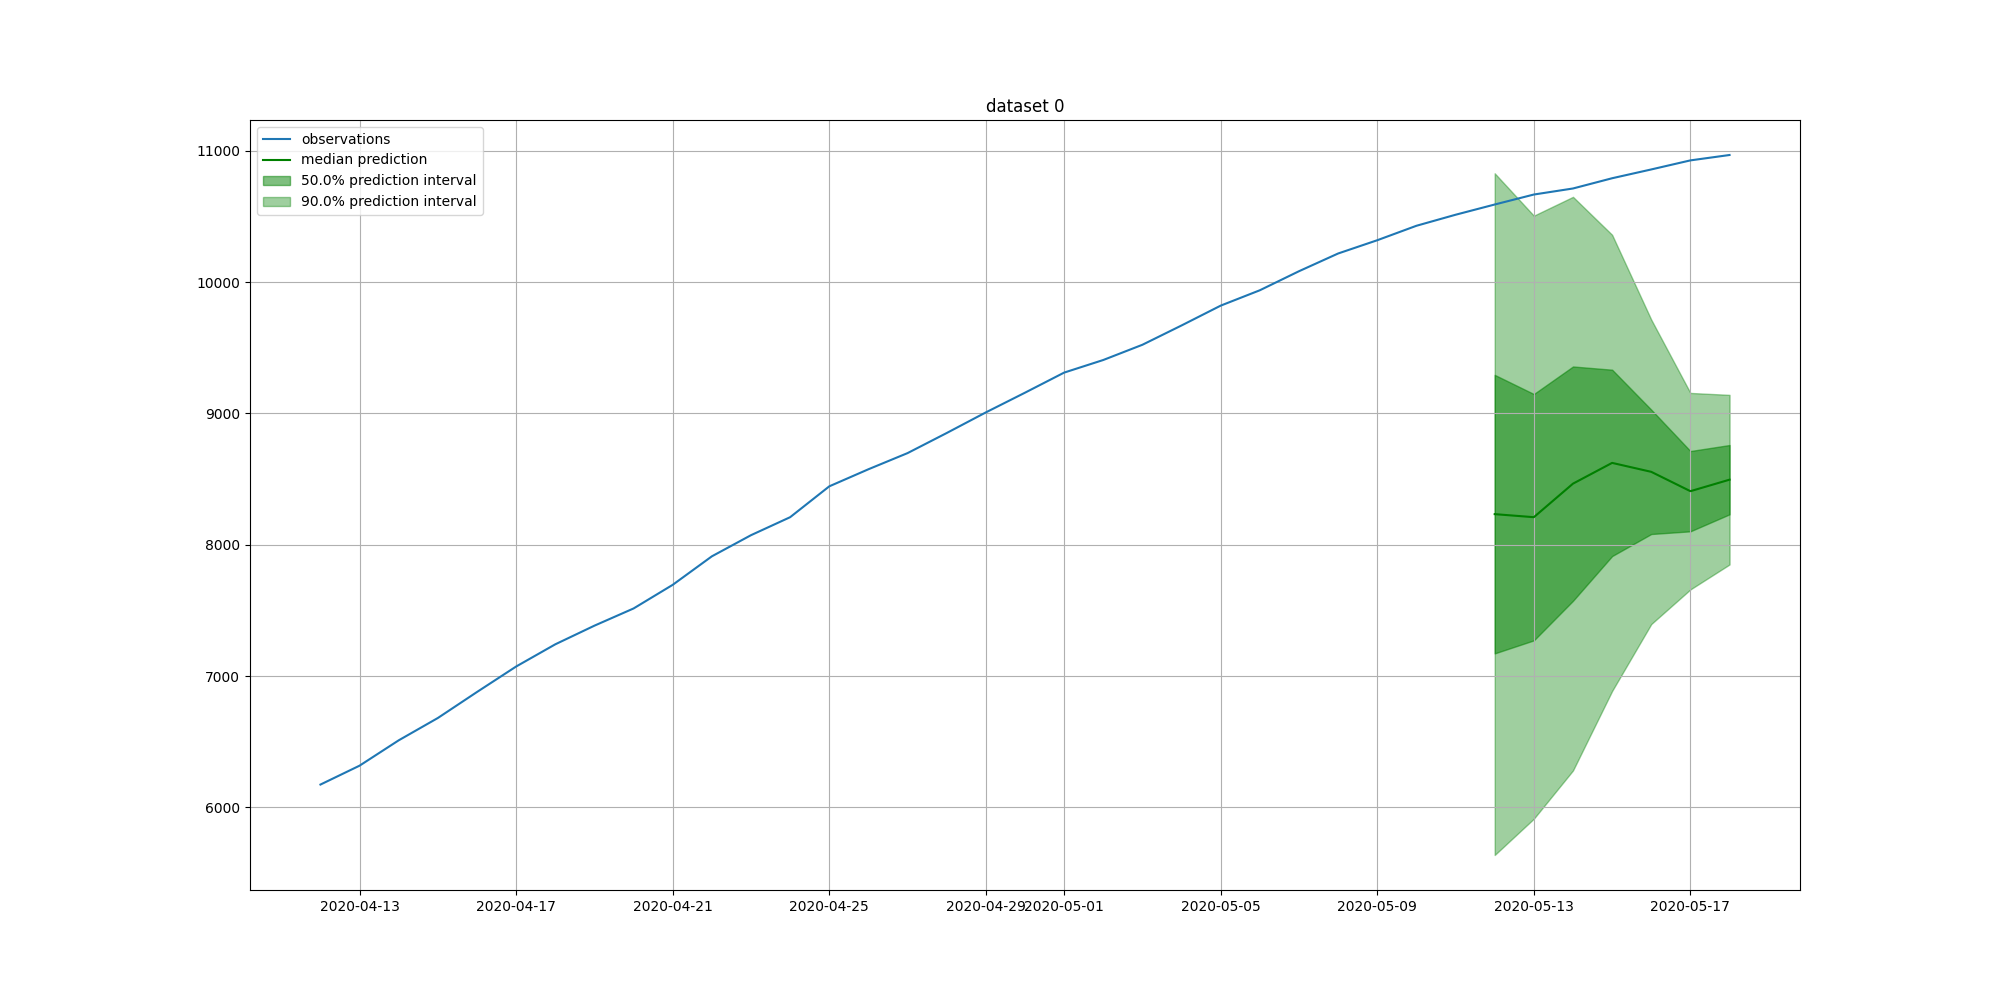 dataset 0
observations
median prediction
50.0% prediction interval
90.0% prediction interval
11000
10000
9000
8000
7000
6000
2020-04-13 2020-04-17 2020-04-21 2020-04-25 2020-04-29 2020-05-01 2020-05-05 2020-05-09 2020-05-13 2020-05-17